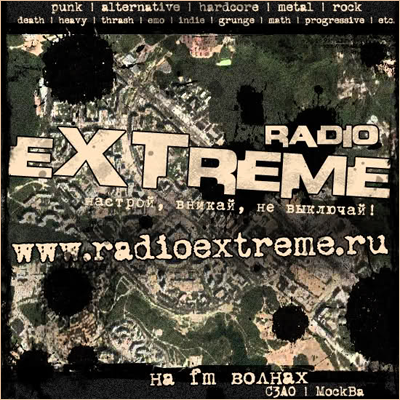 punk | alternative | hardcore | metal | rock
death | heavy | thrash | emo | indie | grunge | math | progressive | etc.
RADIO
eXTREME
настрой, вникай, не выключай!
www.radioextreme.ru
на fm волнах
СЗАО | МоскВа